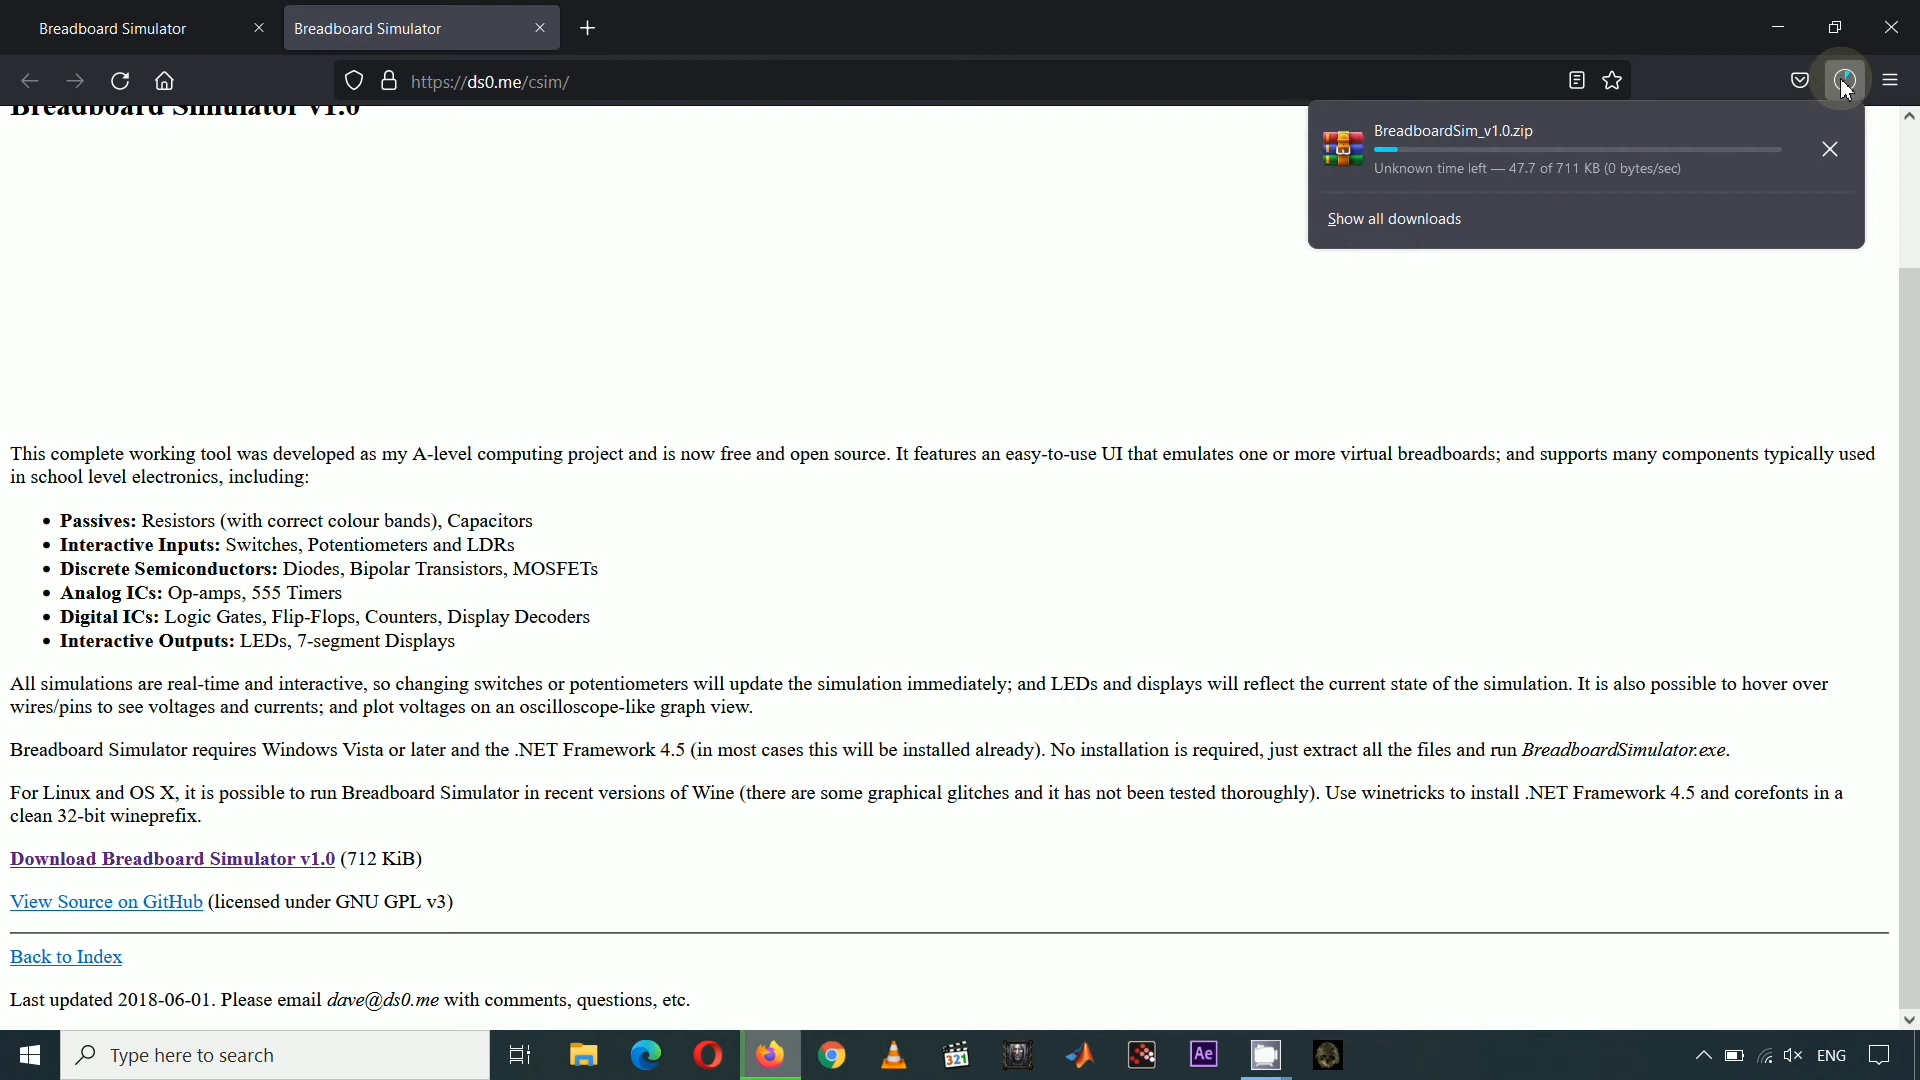 Breadboard Simulator
Breadboard Simulator
https://ds0.me/csim/
Breadboard Simulator v1.0
BreadboardSim_v1.0.zip
Unknown time left — 47.7 of 711 KB (0 bytes/sec)
Show all downloads
This complete working tool was developed as my A-level computing project and is now free and open source. It features an easy-to-use UI that emulates one or more virtual breadboards; and supports many components typically used
in school level electronics, including:
• Passives: Resistors (with correct colour bands), Capacitors
• Interactive Inputs: Switches, Potentiometers and LDRs
• Discrete Semiconductors: Diodes, Bipolar Transistors, MOSFETs
• Analog ICs: Op-amps, 555 Timers
• Digital ICs: Logic Gates, Flip-Flops, Counters, Display Decoders
• Interactive Outputs: LEDs, 7-segment Displays
All simulations are real-time and interactive, so changing switches or potentiometers will update the simulation immediately; and LEDs and displays will reflect the current state of the simulation. It is also possible to hover over
wires/pins to see voltages and currents; and plot voltages on an oscilloscope-like graph view.
Breadboard Simulator requires Windows Vista or later and the .NET Framework 4.5 (in most cases this will be installed already). No installation is required, just extract all the files and run BreadboardSimulator.exe.
For Linux and OS X, it is possible to run Breadboard Simulator in recent versions of Wine (there are some graphical glitches and it has not been tested thoroughly). Use winetricks to install .NET Framework 4.5 and corefonts in a
clean 32-bit wineprefix.
Download Breadboard Simulator v1.0 (712 KiB)
View Source on GitHub (licensed under GNU GPL v3)
Back to Index
Last updated 2018-06-01. Please email dave@ds0.me with comments, questions, etc.
Type here to search
321
Ae
ENG